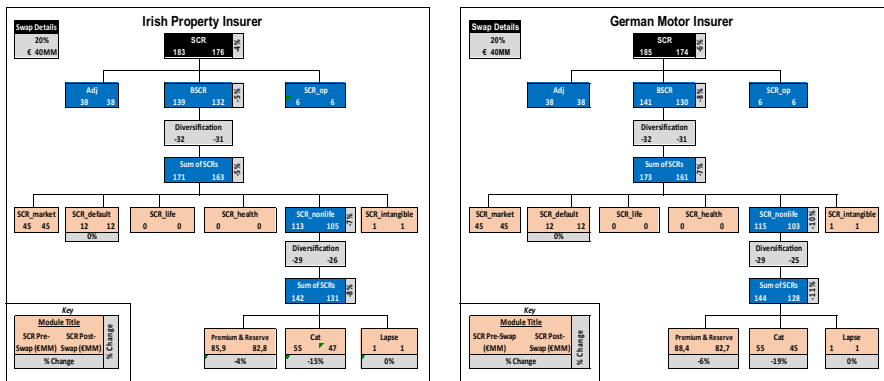 Irish Property Insurer
Swap Details
20%
€ 40MM
SCR
183 176
-4%
Adj
38 38
BSCR
139 132
-5%
SCR_op
6 6
Diversification
-32 -31
Sum of SCRs
171 163
-5%
SCR_market
45 45
SCR_default
12 12
0%
SCR_life
0 0
SCR_health
0 0
SCR_nonlife
113 105
-7%
SCR_intangible
1 1
Diversification
-29 -26
Sum of SCRs
142 131
-8%
Premium & Reserve
85,9 82,8
-4%
Cat
55 47
-15%
Lapse
1 1
0%
Key
Module Title
SCR Pre- SCR Post-
Swap (€MM) Swap (€MM)
% Change
% Change
German Motor Insurer
Swap Details
20%
€ 40MM
SCR
185 174
-6%
Adj
38 38
BSCR
141 130
-8%
SCR_op
6 6
Diversification
-32 -31
Sum of SCRs
173 161
-7%
SCR_market
45 45
SCR_default
12 12
0%
SCR_life
0 0
SCR_health
0 0
SCR_nonlife
115 103
-10%
SCR_intangible
1 1
Diversification
-29 -25
Sum of SCRs
144 128
-11%
Premium & Reserve
88,4 82,7
-6%
Cat
55 45
-19%
Lapse
1 1
0%
Key
Module Title
SCR Pre-Swap SCR Post-
(€MM) Swap (€MM)
% Change
% Change